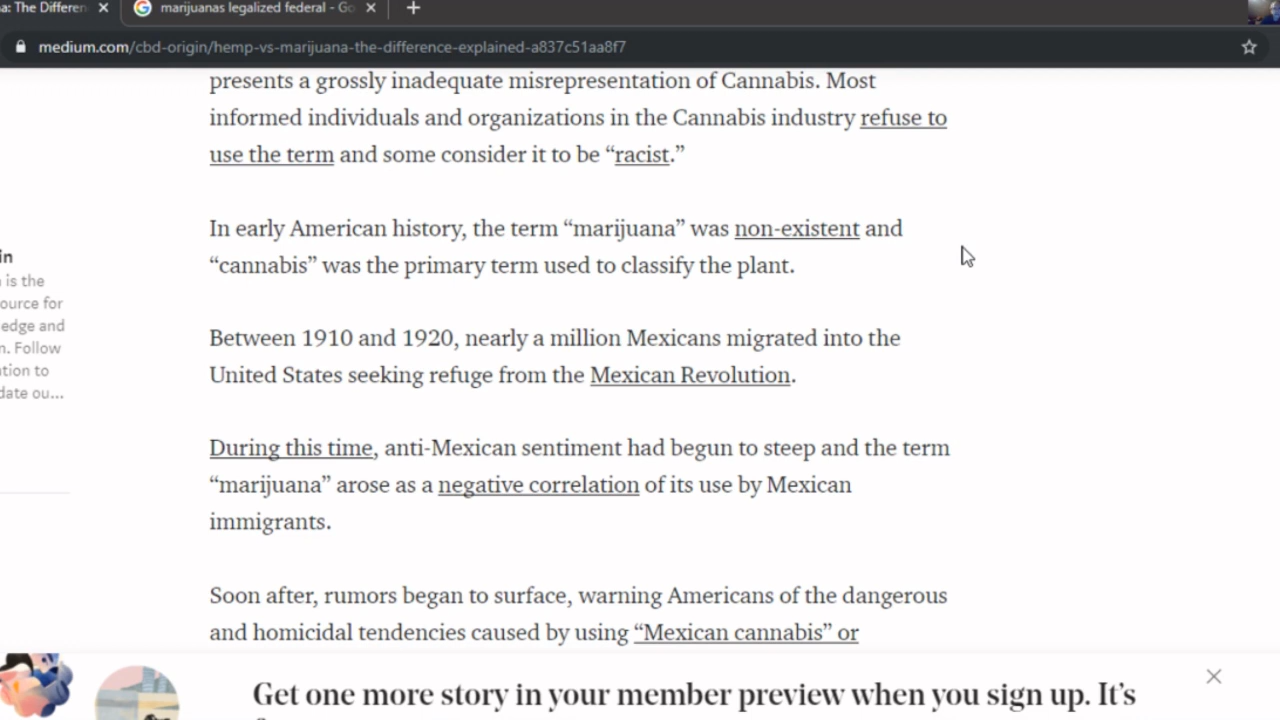 a: The Differen
marijuanas legalized federal - Go
medium.com/cbd-origin/hemp-vs-marijuana-the-difference-explained-a837c51aa8f7
presents a grossly inadequate misrepresentation of Cannabis. Most
informed individuals and organizations in the Cannabis industry refuse to
use the term and some consider it to be “racist.”
In early American history, the term “marijuana” was non-existent and
“cannabis” was the primary term used to classify the plant.
in
is the
ource for
edge and
n. Follow
tion to
date ou...
Between 1910 and 1920, nearly a million Mexicans migrated into the
United States seeking refuge from the Mexican Revolution.
During this time, anti-Mexican sentiment had begun to steep and the term
“marijuana” arose as a negative correlation of its use by Mexican
immigrants.
Soon after, rumors began to surface, warning Americans of the dangerous
and homicidal tendencies caused by using “Mexican cannabis” or
Get one more story in your member preview when you sign up. It’s